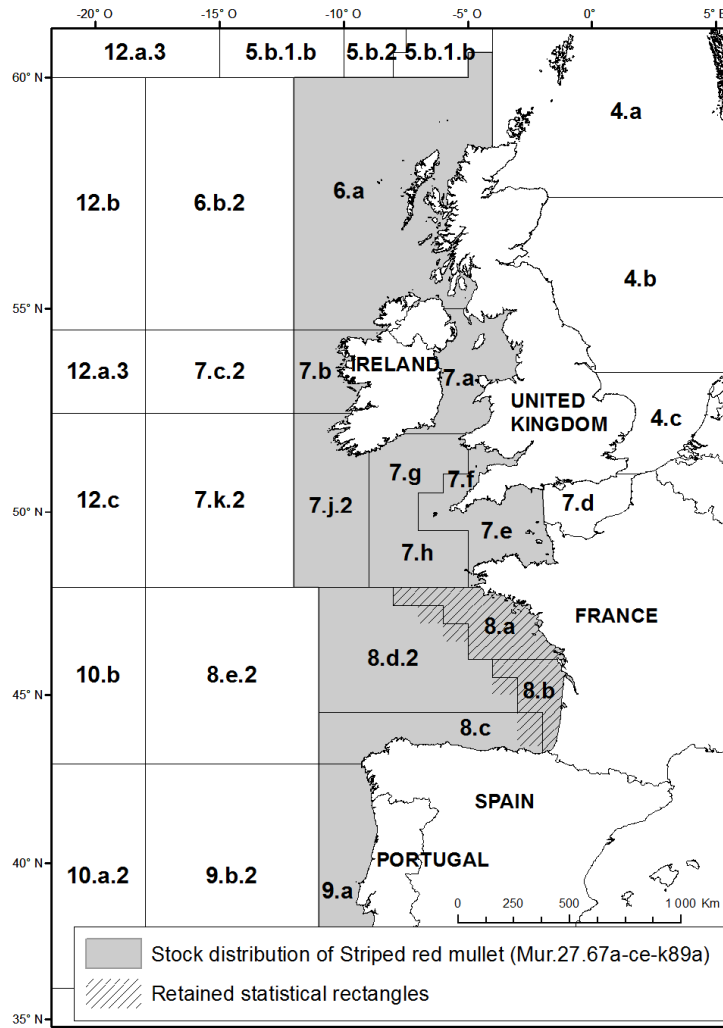 -20° O -15° O -10° O -5° O 0° 5° E
12.a.3 5.b.1.b 5.b.2 5.b.1.b
60° N
4.a
12.b 6.b.2 6.a
4.b
55° N
12.a.3 7.c.2 7.b IRELAND 7.a
UNITED
KINGDOM
4.c
12.c 7.k.2 7.j.2 7.g 7.f
50° N
7.d
7.e
7.h
FRANCE
8.a
10.b 8.e.2 8.d.2
8.b
45° N
8.c
SPAIN
PORTUGAL
40° N
10.a.2 9.b.2 9.a
0 250 500 1 000 Km
Stock distribution of Striped red mullet (Mur.27.67a-ce-k89a)
Retained statistical rectangles
35° N